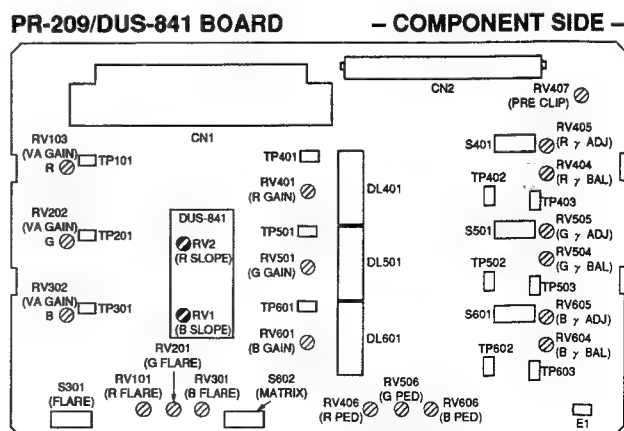 PR-209/DUS-841 BOARD – COMPONENT SIDE –
CN1
CN2
RV407
(PRE CLIP)
RV103
(VA GAIN)
R
TP101
TP401
RV401
(R GAIN)
DL401
S401
RV405
(R γ ADJ)
RV404
(R γ BAL)
TP402
TP403
RV202
(VA GAIN)
G
TP201
DUS-841
RV2
(R SLOPE)
TP501
RV501
(G GAIN)
DL501
S501
RV505
(G γ ADJ)
RV504
(G γ BAL)
TP502
TP503
RV302
(VA GAIN)
B
TP301
RV1
(B SLOPE)
TP601
RV601
(B GAIN)
DL601
S601
RV605
(B γ ADJ)
RV604
(B γ BAL)
TP602
TP603
RV201
(G FLARE)
S301
(FLARE)
RV101
(R FLARE)
RV301
(B FLARE)
S602
(MATRIX)
RV406
(R PED)
RV506
(G PED)
RV606
(B PED)
E1